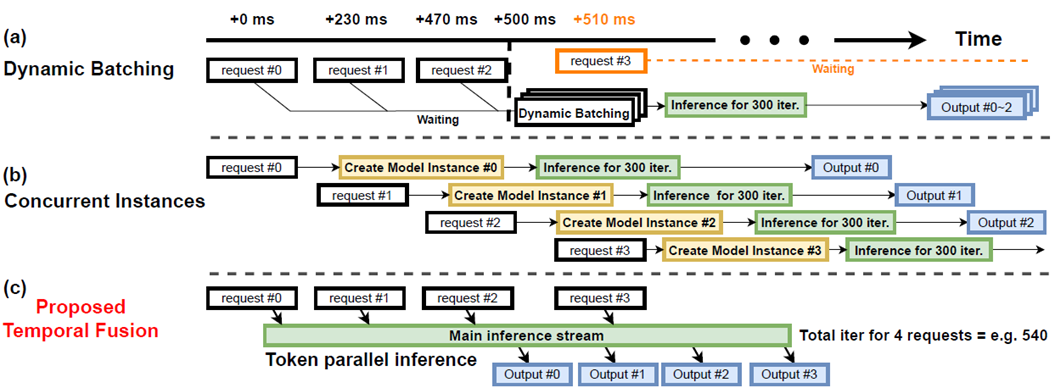 +0 ms +230 ms +470 ms +500 ms +510 ms
(a)
Time
Dynamic Batching
request #0 request #1 request #2 request #3
Waiting
Waiting
Dynamic Batching Inference for 300 iter. Output #0~2
(b)
Concurrent Instances
request #0 Create Model Instance #0 Inference for 300 iter. Output #0
request #1 Create Model Instance #1 Inference for 300 iter. Output #1
request #2 Create Model Instance #2 Inference for 300 iter. Output #2
request #3 Create Model Instance #3 Inference for 300 iter.
(c)
Proposed
Temporal Fusion
request #0 request #1 request #2 request #3
Main inference stream Total iter for 4 requests = e.g. 540
Token parallel inference
Output #0 Output #1 Output #2 Output #3